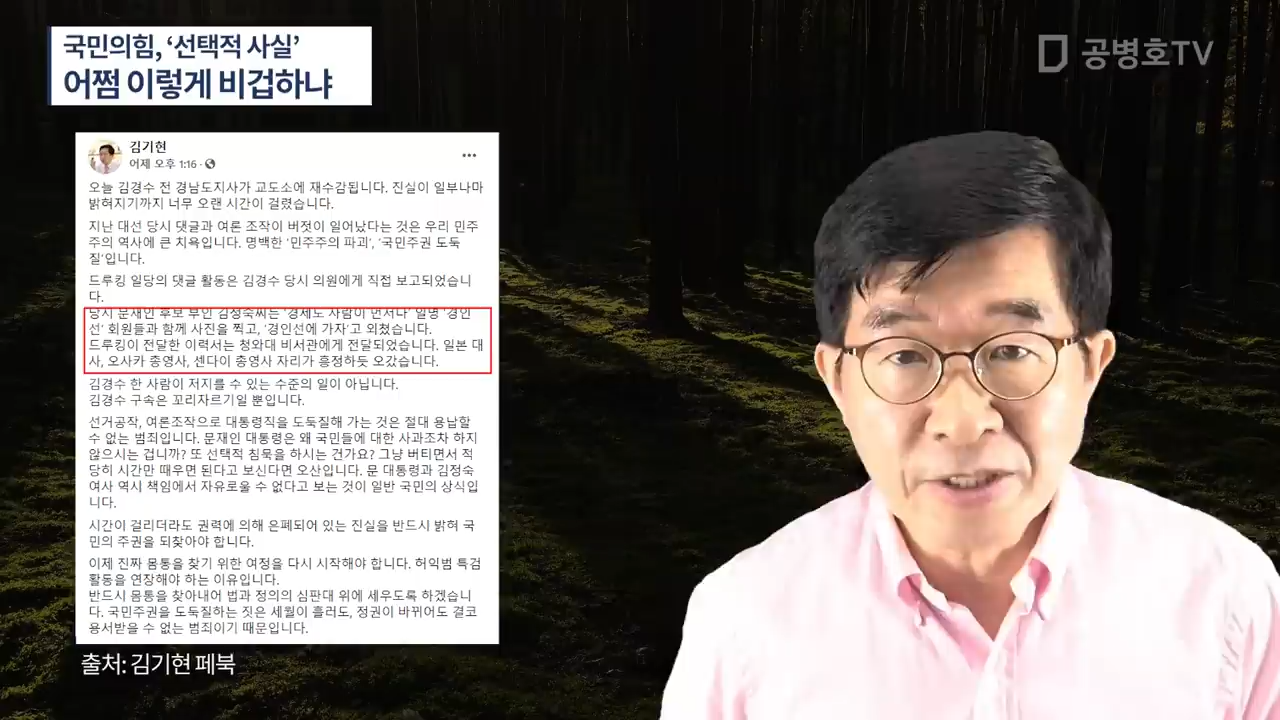 국민의힘, ‘선택적 사실’
어쩜 이렇게 비겁하냐
공병호TV
김기현
어제 오후 1:16 ·
오늘 김경수 전 경남도지사가 교도소에 재수감됩니다. 진실이 일부나마
밝혀지기까지 너무 오랜 시간이 걸렸습니다.
지난 대선 당시 댓글과 여론 조작이 버젓이 일어났다는 것은 우리 민주
주의 역사에 큰 치욕입니다. 명백한 '민주주의 파괴', '국민주권 도둑
질'입니다.
드루킹 일당의 댓글 활동은 김경수 당시 의원에게 직접 보고되었습니
다.
당시 문재인 후보 부인 김정숙씨는 '경제도 사람이 먼저다' 일명 '경인
선' 회원들과 함께 사진을 찍고, '경인선에 가자'고 외쳤습니다.
드루킹이 전달한 이력서는 청와대 비서관에게 전달되었습니다. 일본 대
사, 오사카 총영사, 센다이 총영사 자리가 흥정하듯 오갔습니다.
김경수 한 사람이 저지를 수 있는 수준의 일이 아닙니다.
김경수 구속은 꼬리자르기일 뿐입니다.
선거공작, 여론조작으로 대통령직을 도둑질해 가는 것은 절대 용납할
수 없는 범죄입니다. 문재인 대통령은 왜 국민들에 대한 사과조차 하지
않으시는 겁니까? 또 선택적 침묵을 하시는 건가요? 그냥 버티면서 적
당히 시간만 때우면 된다고 보신다면 오산입니다. 문 대통령과 김정숙
여사 역시 책임에서 자유로울 수 없다고 보는 것이 일반 국민의 상식입
니다.
시간이 걸리더라도 권력에 의해 은폐되어 있는 진실을 반드시 밝혀 국
민의 주권을 되찾아야 합니다.
이제 진짜 몸통을 찾기 위한 여정을 다시 시작해야 합니다. 허익범 특검
활동을 연장해야 하는 이유입니다.
반드시 몸통을 찾아내어 법과 정의의 심판대 위에 세우도록 하겠습니
다. 국민주권을 도둑질하는 짓은 세월이 흘러도, 정권이 바뀌어도 결코
용서받을 수 없는 범죄이기 때문입니다.
출처: 김기현 페북